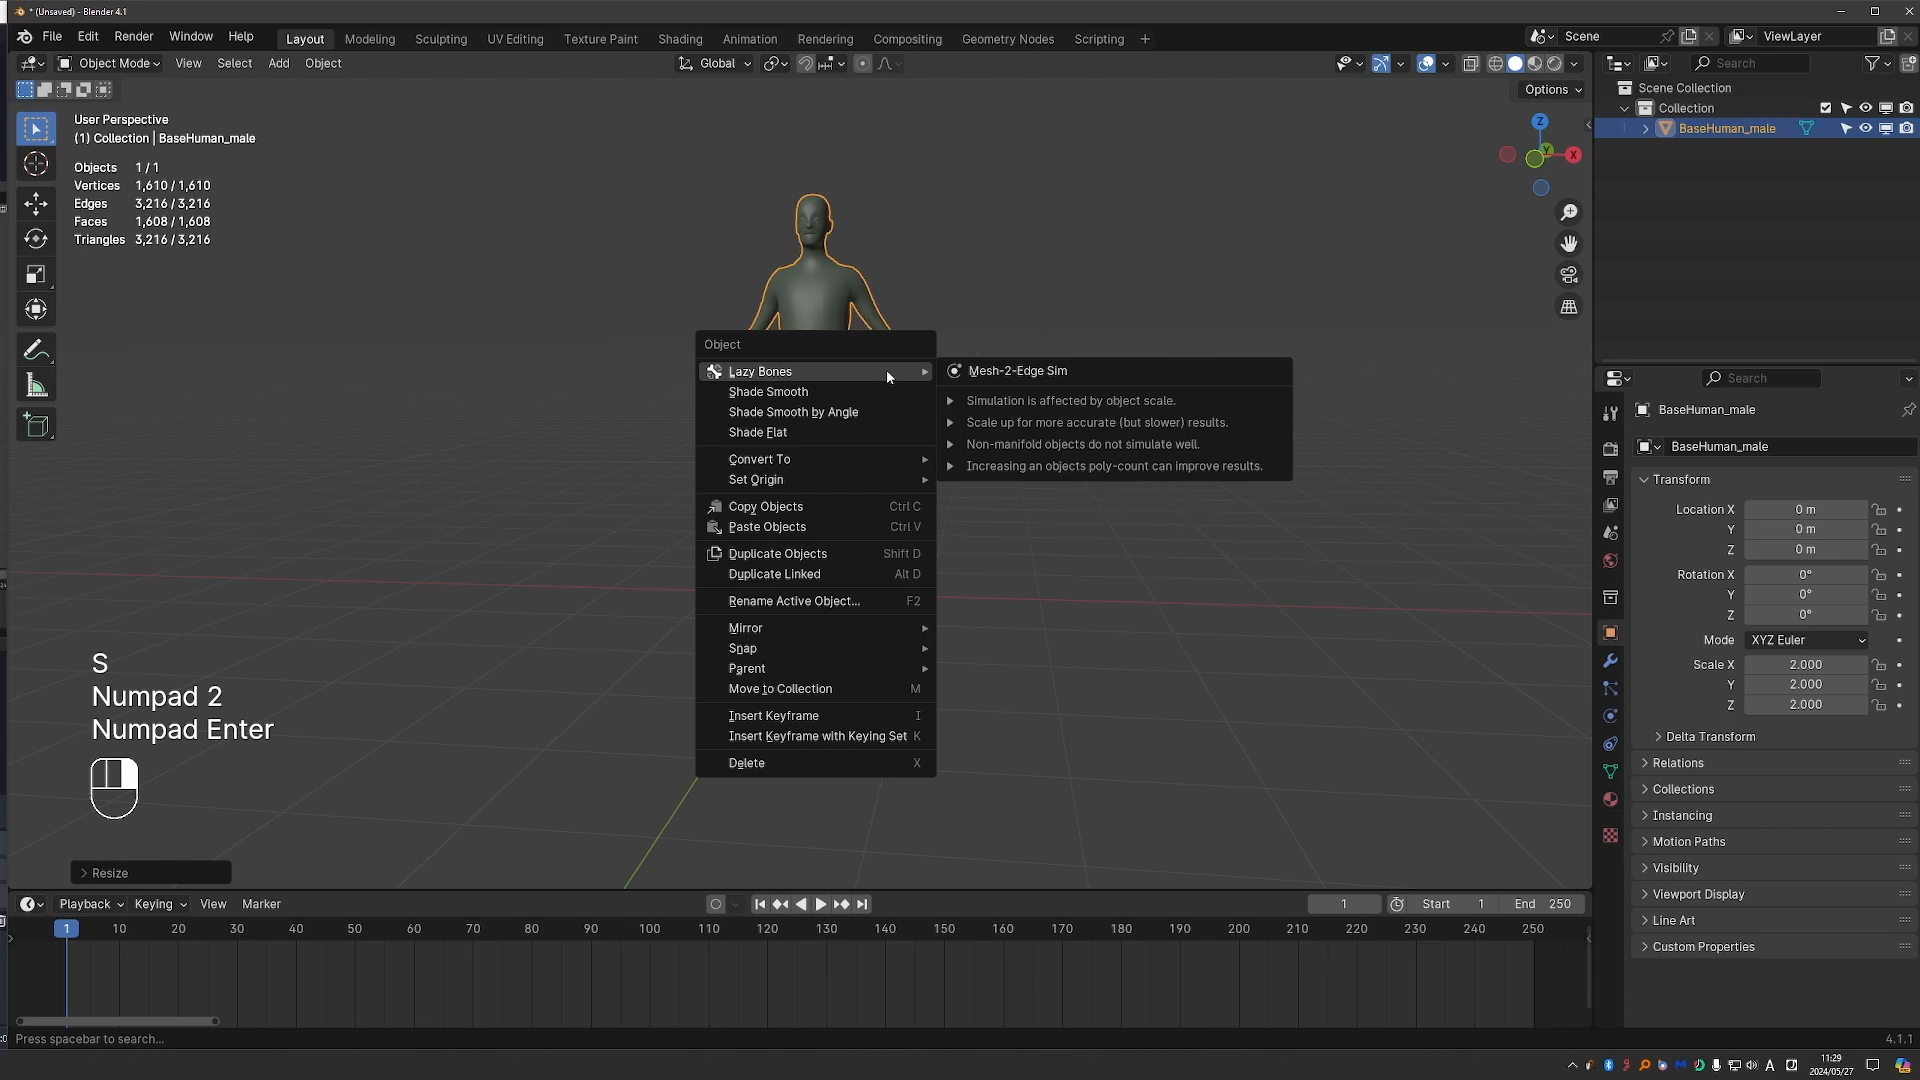 * (Unsaved) - Blender 4.1
File Edit Render Window Help
Layout Modeling Sculpting UV Editing Texture Paint Shading Animation Rendering Compositing Geometry Nodes Scripting +
Scene
ViewLayer
Object Mode View Select Add Object
Global
Search
Options
User Perspective
(1) Collection | BaseHuman_male
Objects 1 / 1
Vertices 1,610 / 1,610
Edges 3,216 / 3,216
Faces 1,608 / 1,608
Triangles 3,216 / 3,216
Z
Y
X
Scene Collection
Collection
BaseHuman_male
Object
Lazy Bones
Shade Smooth
Shade Smooth by Angle
Shade Flat
Convert To
Set Origin
Copy Objects Ctrl C
Paste Objects Ctrl V
Duplicate Objects Shift D
Duplicate Linked Alt D
Rename Active Object... F2
Mirror
Snap
Parent
Move to Collection M
Insert Keyframe I
Insert Keyframe with Keying Set K
Delete X
Mesh-2-Edge Sim
Simulation is affected by object scale.
Scale up for more accurate (but slower) results.
Non-manifold objects do not simulate well.
Increasing an objects poly-count can improve results.
S
Numpad 2
Numpad Enter
Resize
Search
BaseHuman_male
BaseHuman_male
Transform
Location X 0 m
Y 0 m
Z 0 m
Rotation X 0°
Y 0°
Z 0°
Mode XYZ Euler
Scale X 2.000
Y 2.000
Z 2.000
Delta Transform
Relations
Collections
Instancing
Motion Paths
Visibility
Viewport Display
Line Art
Custom Properties
Playback Keying View Marker
1 Start 1 End 250
1 10 20 30 40 50 60 70 80 90 100 110 120 130 140 150 160 170 180 190 200 210 220 230 240 250
Press spacebar to search...
4.1.1
A
11:29
2024/05/27